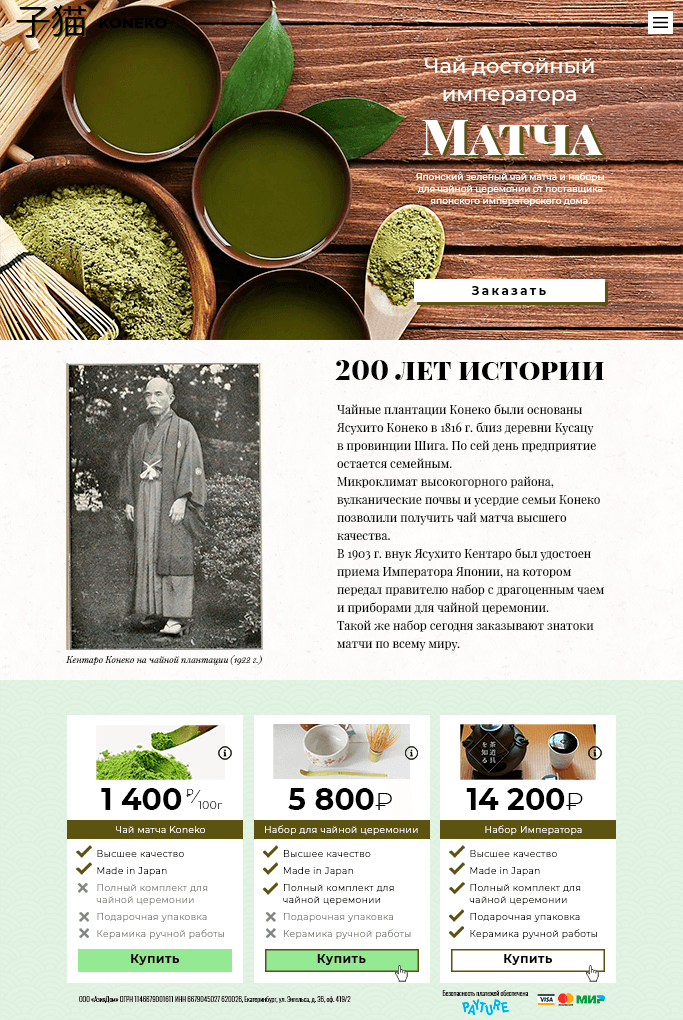 子猫 KONEKO
Чай достойный
императора
МАТЧА
Японский зеленый чай матча и наборы
для чайной церемонии от поставщика
японского императорского дома.
Заказать
200 ЛЕТ ИСТОРИИ
Чайные плантации Конеко были основаны
Ясухито Конеко в 1816 г. близ деревни Кусацу
в провинции Шига. По сей день предприятие
остается семейным.
Микроклимат высокогорного района,
вулканические почвы и усердие семьи Конеко
позволили получить чай матча высшего
качества.
В 1903 г. внук Ясухито Кентаро был удостоен
приема Императора Японии, на котором
передал правителю набор с драгоценным чаем
и приборами для чайной церемонии.
Такой же набор сегодня заказывают знатоки
матчи по всему миру.
Кентаро Конеко на чайной плантации (1922 г.)
1 400 ₽/100г
Чай матча Koneko
Высшее качество
Made in Japan
Полный комплект для
чайной церемонии
Подарочная упаковка
Керамика ручной работы
Купить
5 800₽
Набор для чайной церемонии
Высшее качество
Made in Japan
Полный комплект для
чайной церемонии
Подарочная упаковка
Керамика ручной работы
Купить
茶道具
を知る
14 200₽
Набор Императора
Высшее качество
Made in Japan
Полный комплект для
чайной церемонии
Подарочная упаковка
Керамика ручной работы
Купить
ООО «АзияДом» ОГРН 1146679001611 ИНН 6679045027 620026, Екатеринбург, ул. Энгельса, д. 36, оф. 419/2
Безопасность платежей обеспечена
PAYTURE
VISA
МИР